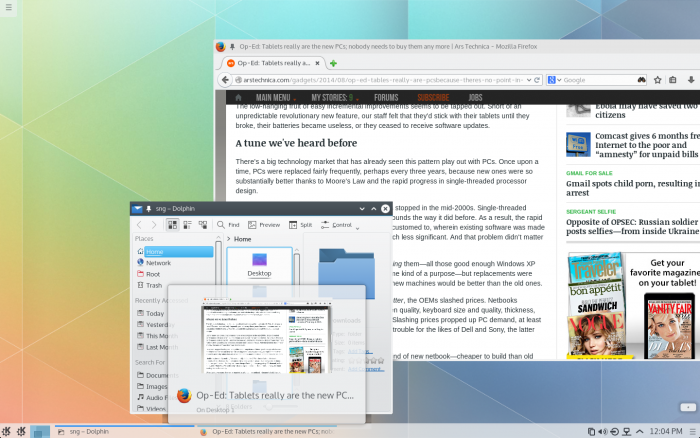 Op-Ed: Tablets really are the new PCs; nobody needs to buy them any more | Ars Technica – Mozilla Firefox
Op-Ed: Tablets really a...
arstechnica.com/gadgets/2014/08/op-ed-tablets-really-are-pcsbecause-theres-no-point-in-
Google
MAIN MENU
MY STORIES: 9
FORUMS
SUBSCRIBE
JOBS
The low-hanging fruit of easy incremental improvements seems to be tapped out. Short of an
unpredictable revolutionary new feature, our staff felt that they'd stick with their tablets until they
broke, their batteries became useless, or they ceased to receive software updates.
A tune we've heard before
There's a big technology market that has already seen this pattern play out with PCs. Once upon a
time, PCs were replaced fairly frequently, perhaps every three years, because new ones were so
substantially better thanks to Moore's Law and the rapid progress in single-threaded processor
design.
stopped in the mid-2000s. Single-threaded
ounds the way it did before. As a result, the rapid
customed to, wherein existing software was made
ch less significant. And that problem didn't matter
ing them—all those good enough Windows XP
re kind of a purpose—but replacements were
new machines would be better than the old ones.
tter, the OEMs slashed prices. Netbooks
en quality, keyboard size and quality, thickness,
Slashing prices propped up PC demand, at least
trouble for the likes of Dell and Sony, the latter
nd of new netbook—cheaper to build than old
Ebola may have saved two
citizens
Comcast gives 6 months fre
Internet to the poor and
“amnesty” for unpaid bills
GMAIL FOR SALE
Gmail spots child porn, resulting in
arrest
SERGEANT SELFIE
Opposite of OPSEC: Russian soldier
posts selfies—from inside Ukraine
Traveler
bon appétit
PERFECT
SANDWICH
VOGUE
Get your
favorite magazine
on your tablet!
VANITY FAIR
sng – Dolphin
Find
Preview
Split
Control
Places
Home
Network
Root
Trash
Recently A
Today
Yesterda
This Mon
Last Mon
Search For
Docume
Images
Audio F
Videos
Home
Desktop
Add Comment...
Op-Ed: Tablets really are the new PC...
On Desktop 1
sng – Dolphin
Op-Ed: Tablets really are the new PCs; no
12:04 PM